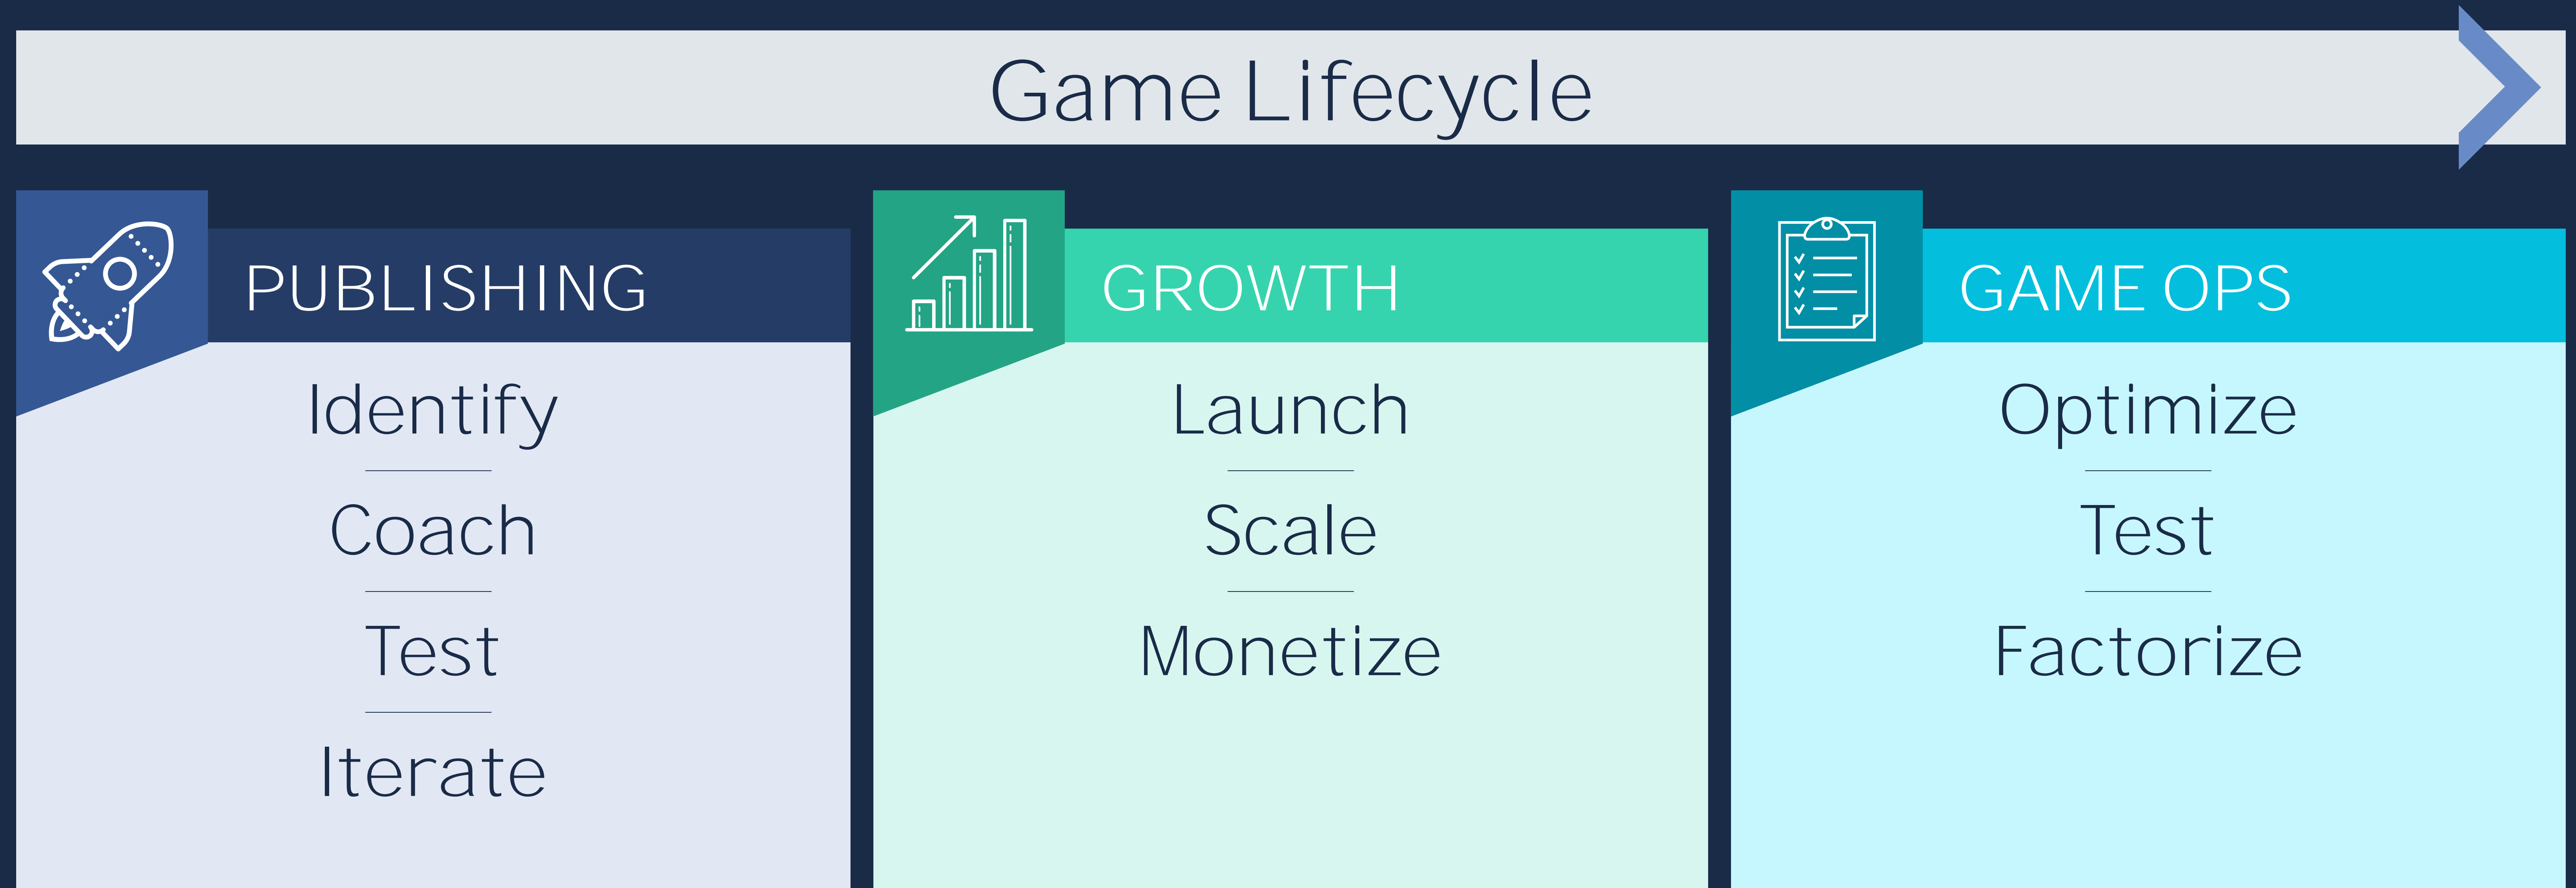 Game Lifecycle
PUBLISHING
Identify
Coach
Test
Iterate
GROWTH
Launch
Scale
Monetize
GAME OPS
Optimize
Test
Factorize